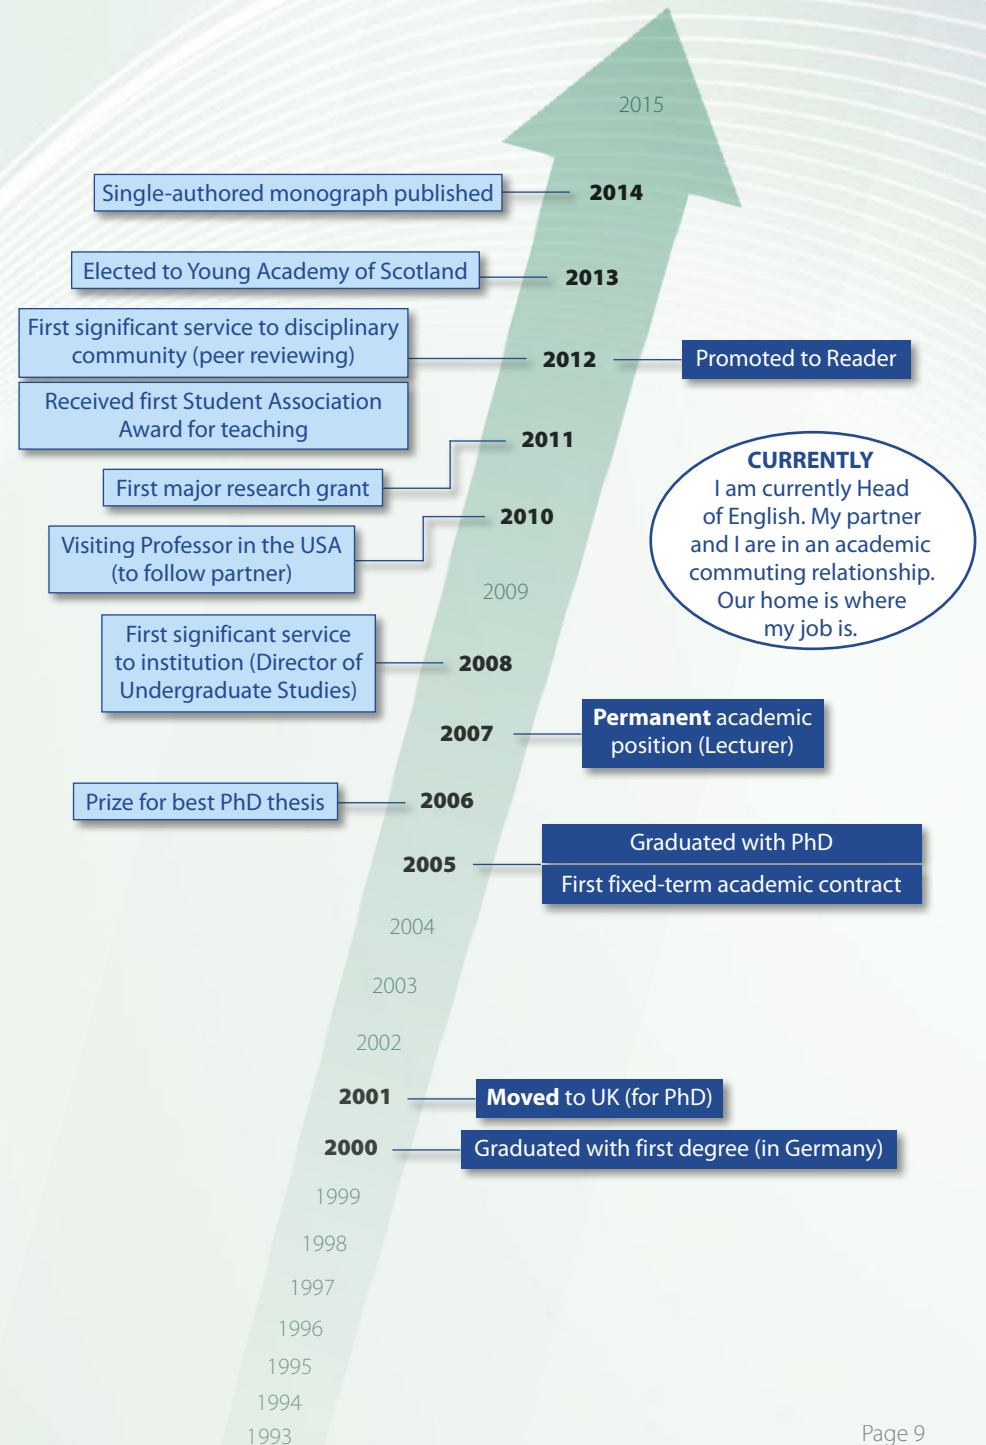 2015
Single-authored monograph published
2014
Elected to Young Academy of Scotland
2013
First significant service to disciplinary
community (peer reviewing)
2012
Promoted to Reader
Received first Student Association
Award for teaching
2011
First major research grant
2010
Visiting Professor in the USA
(to follow partner)
CURRENTLY
I am currently Head
of English. My partner
and I are in an academic
commuting relationship.
Our home is where
my job is.
2009
First significant service
to institution (Director of
Undergraduate Studies)
2008
2007
Permanent academic
position (Lecturer)
Prize for best PhD thesis
2006
2005
Graduated with PhD
First fixed-term academic contract
2004
2003
2002
2001
Moved to UK (for PhD)
2000
Graduated with first degree (in Germany)
1999
1998
1997
1996
1995
1994
1993
Page 9